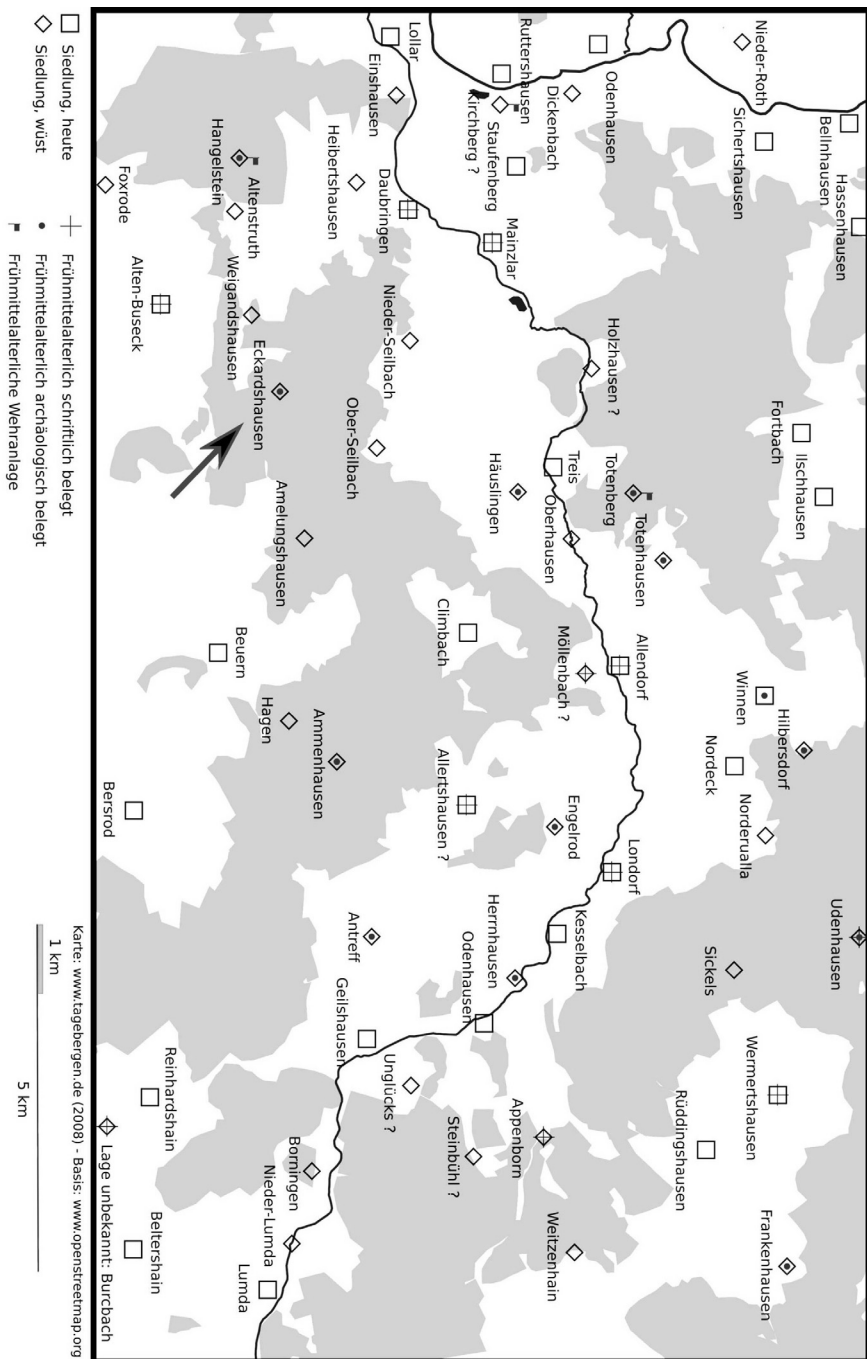 Nieder-Roth
Sichertshausen
Bellnhausen
Hassenhausen
Odenhausen
Dickenbach
Ruttershausen
Staufenberg
Kirchberg ?
Lollar
Einshausen
Heibertshausen
Daubringen
Mainzlar
Hangelstein
Altenstruth
Foxrode
Alten-Buseck
Weigandshausen
Eckardshausen
Nieder-Seilbach
Ober-Seilbach
Holzhausen ?
Fortbach
Ilschhausen
Treis
Totenberg
Totenhausen
Häuslingen
Oberhausen
Amelungshausen
Climbach
Möllenbach ?
Allendorf
Beuern
Hagen
Ammenhausen
Winnen
Hilbersdorf
Nordeck
Norderualla
Allertshausen ?
Engelrod
Londorf
Bersrod
Udenhausen
Sickels
Kesselbach
Herrnhausen
Odenhausen
Antreff
Geilshausen
Unglücks ?
Wermertshausen
Rüddingshausen
Appenborn
Steinbühl ?
Weitzenhain
Frankenhausen
Reinhardshain
Borningen
Nieder-Lumda
Lumda
Beltershain
Lage unbekannt: Burcbach
Siedlung, heute
Siedlung, wüst
Frühmittelalterlich schriftlich belegt
Frühmittelalterlich archäologisch belegt
Frühmittelalterliche Wehranlage
1 km
5 km
Karte: www.tagebergen.de (2008) - Basis: www.openstreetmap.org